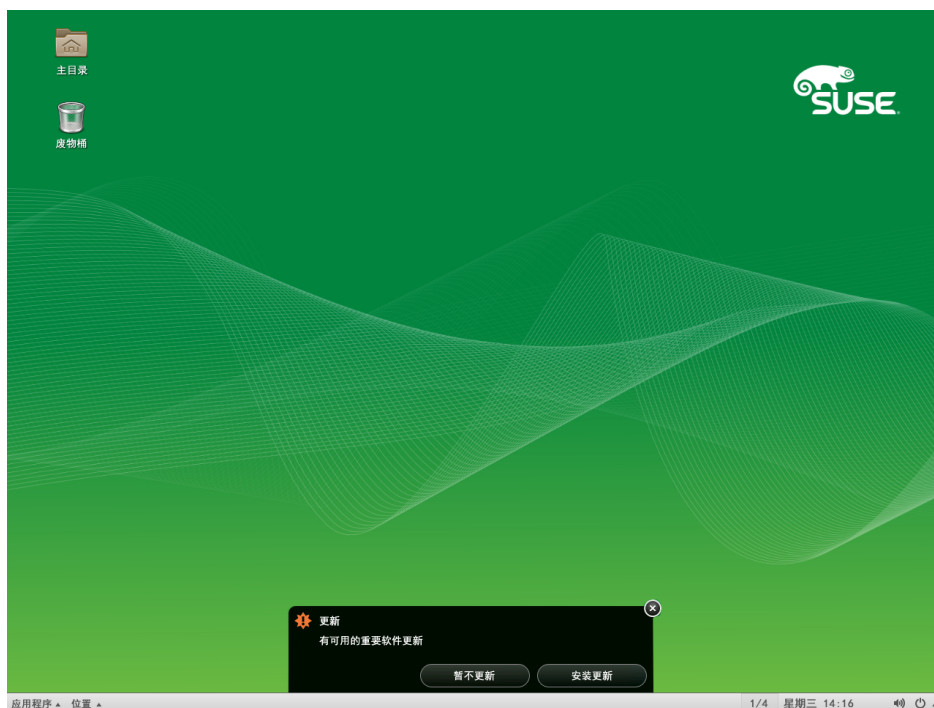 主目录
SUSE
废物桶
更新
有可用的重要软件更新
暂不更新 安装更新
应用程序 位置 1/4 星期三 14:16